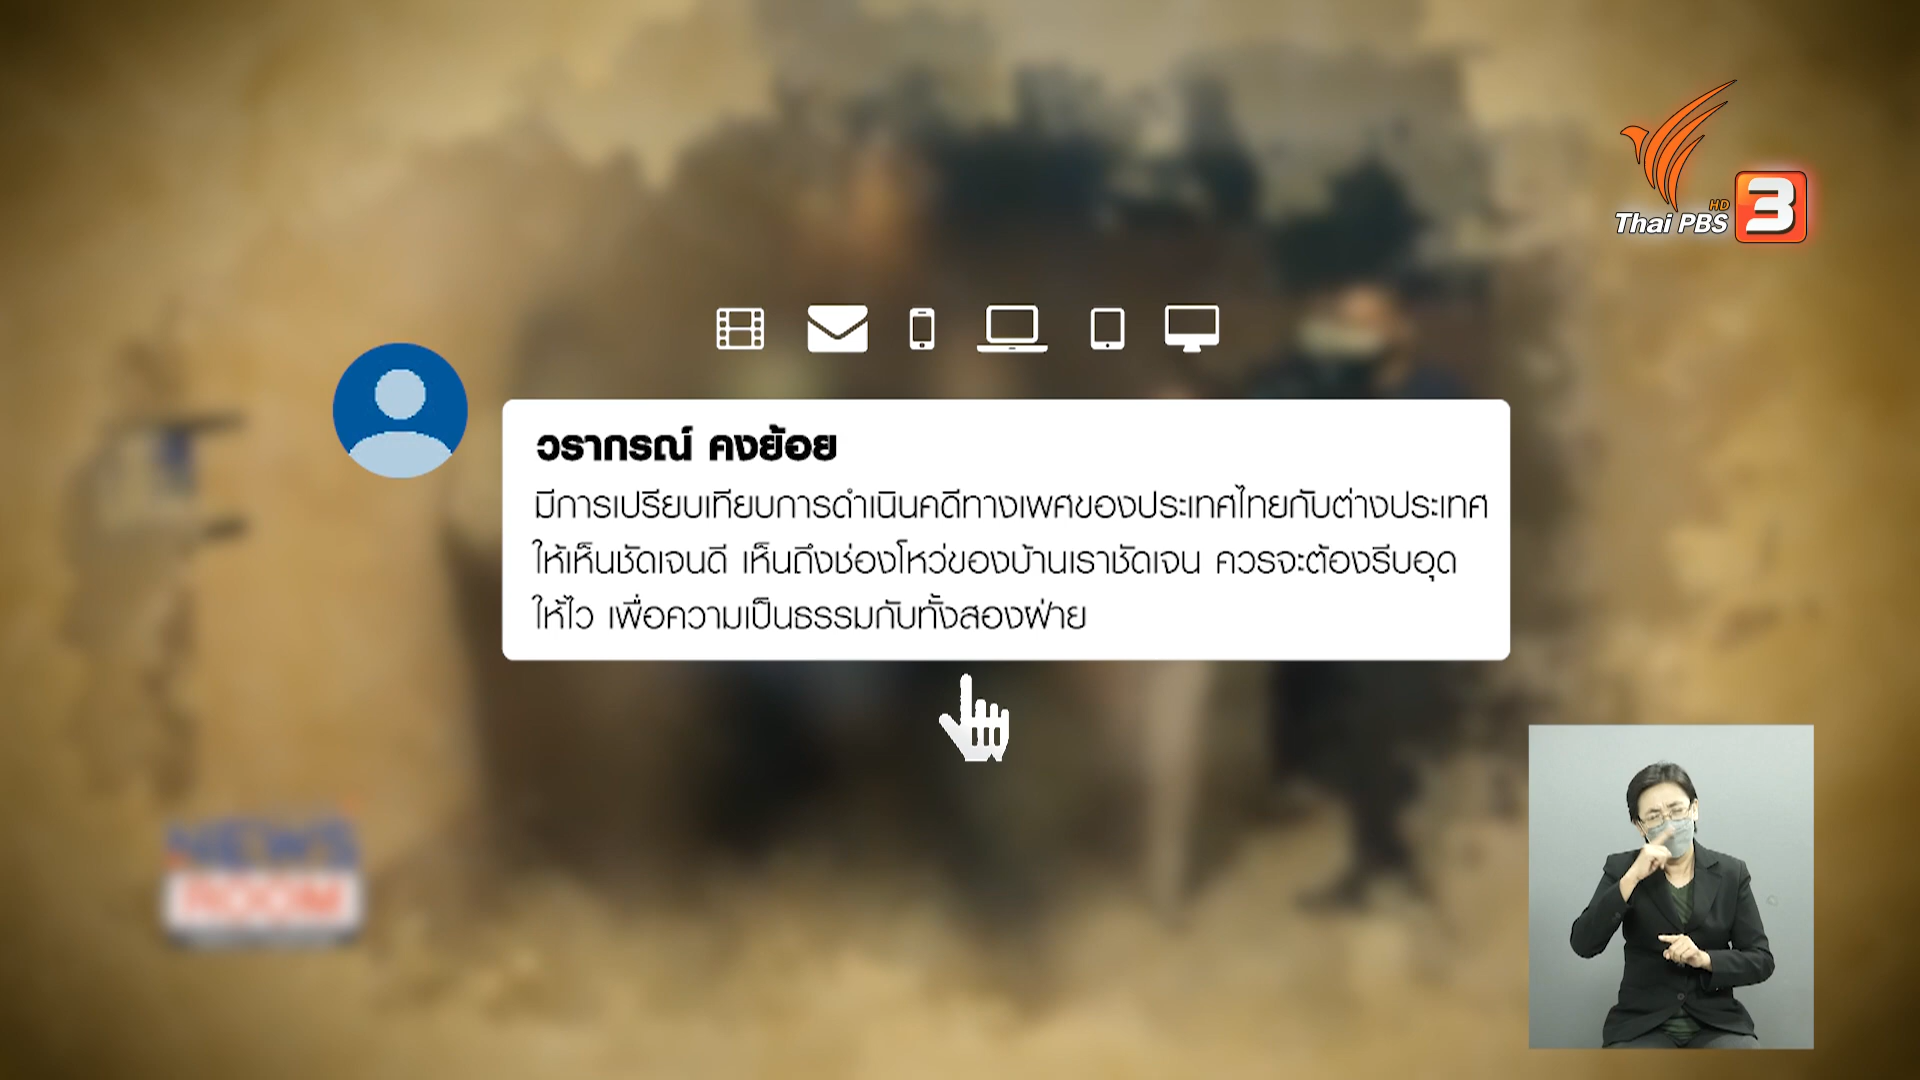 Thai PBS
HD
3
วรากรณ์ คงย้อย
มีการเปรียบเทียบการดำเนินคดีทางเพศของประเทศไทยกับต่างประเทศ
ให้เห็นชัดเจนดี เห็นถึงช่องโหว่ของบ้านเราชัดเจน ควรจะต้องรีบอุด
ให้ไว เพื่อความเป็นธรรมกับทั้งสองฝ่าย
NEWS
ROOM